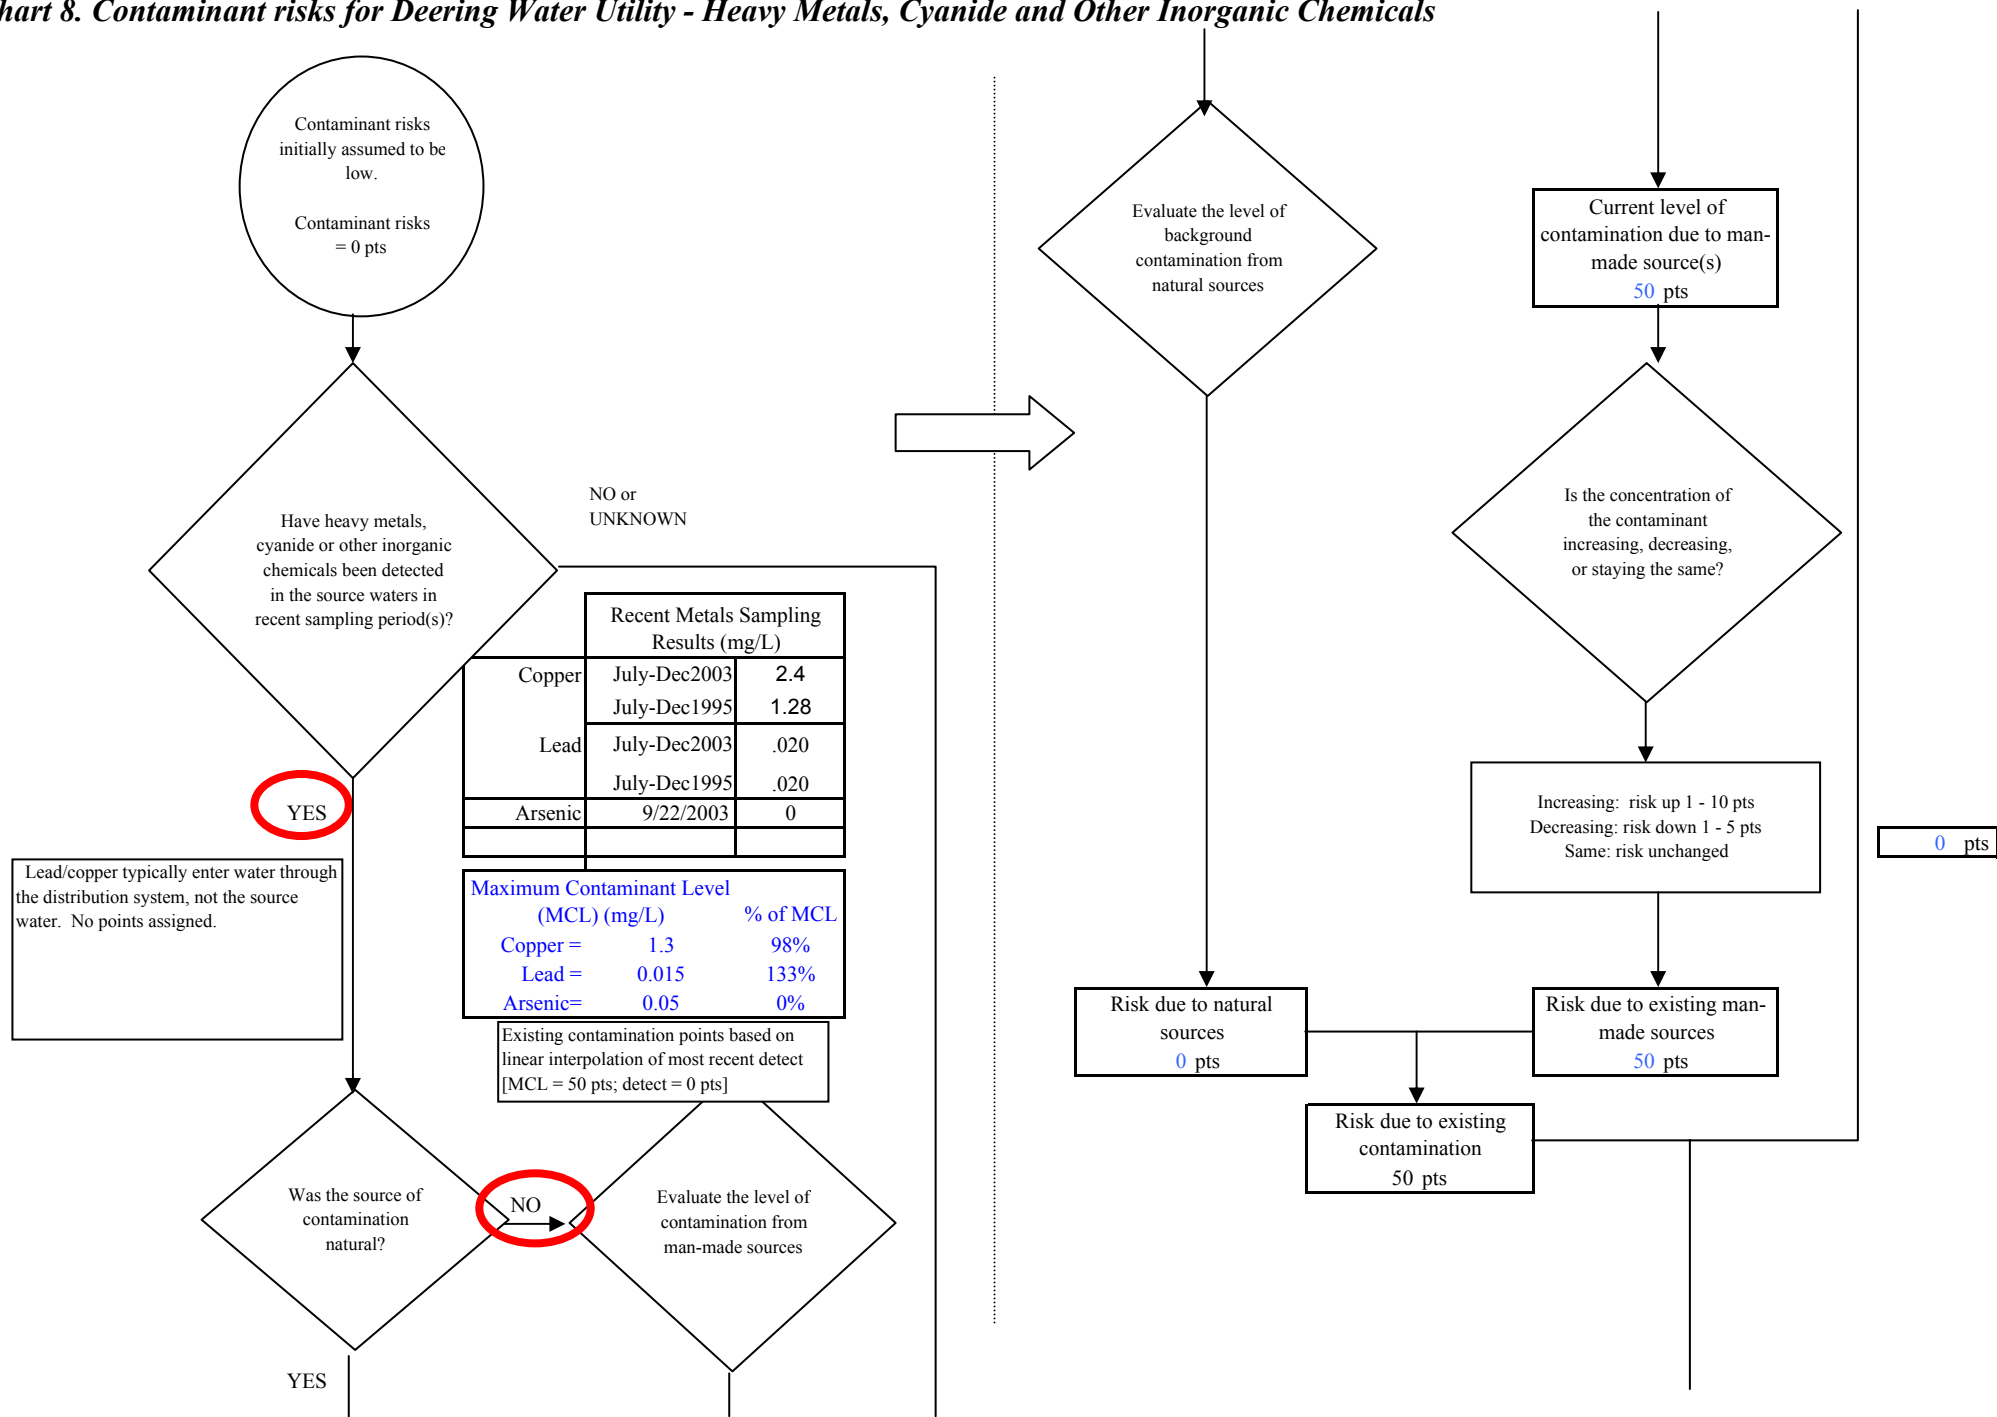 hart 8. Contaminant risks for Deering Water Utility - Heavy Metals, Cyanide and Other Inorganic Chemicals
Contaminant risks
initially assumed to be
low.
Contaminant risks
= 0 pts
Have heavy metals,
cyanide or other inorganic
chemicals been detected
in the source waters in
recent sampling period(s)?
NO or
UNKNOWN
Recent Metals Sampling
Results (mg/L)
Copper July-Dec2003 2.4
July-Dec1995 1.28
Lead July-Dec2003 .020
July-Dec1995 .020
Arsenic 9/22/2003 0
YES
Lead/copper typically enter water through
the distribution system, not the source
water. No points assigned.
Maximum Contaminant Level
(MCL) (mg/L) % of MCL
Copper = 1.3 98%
Lead = 0.015 133%
Arsenic= 0.05 0%
Existing contamination points based on
linear interpolation of most recent detect
[MCL = 50 pts; detect = 0 pts]
Was the source of
contamination
natural?
NO
Evaluate the level of
contamination from
man-made sources
YES
Evaluate the level of
background
contamination from
natural sources
Current level of
contamination due to man-
made source(s)
50 pts
Is the concentration of
the contaminant
increasing, decreasing,
or staying the same?
Increasing: risk up 1 - 10 pts
Decreasing: risk down 1 - 5 pts
Same: risk unchanged
0 pts
Risk due to natural
sources
0 pts
Risk due to existing man-
made sources
50 pts
Risk due to existing
contamination
50 pts